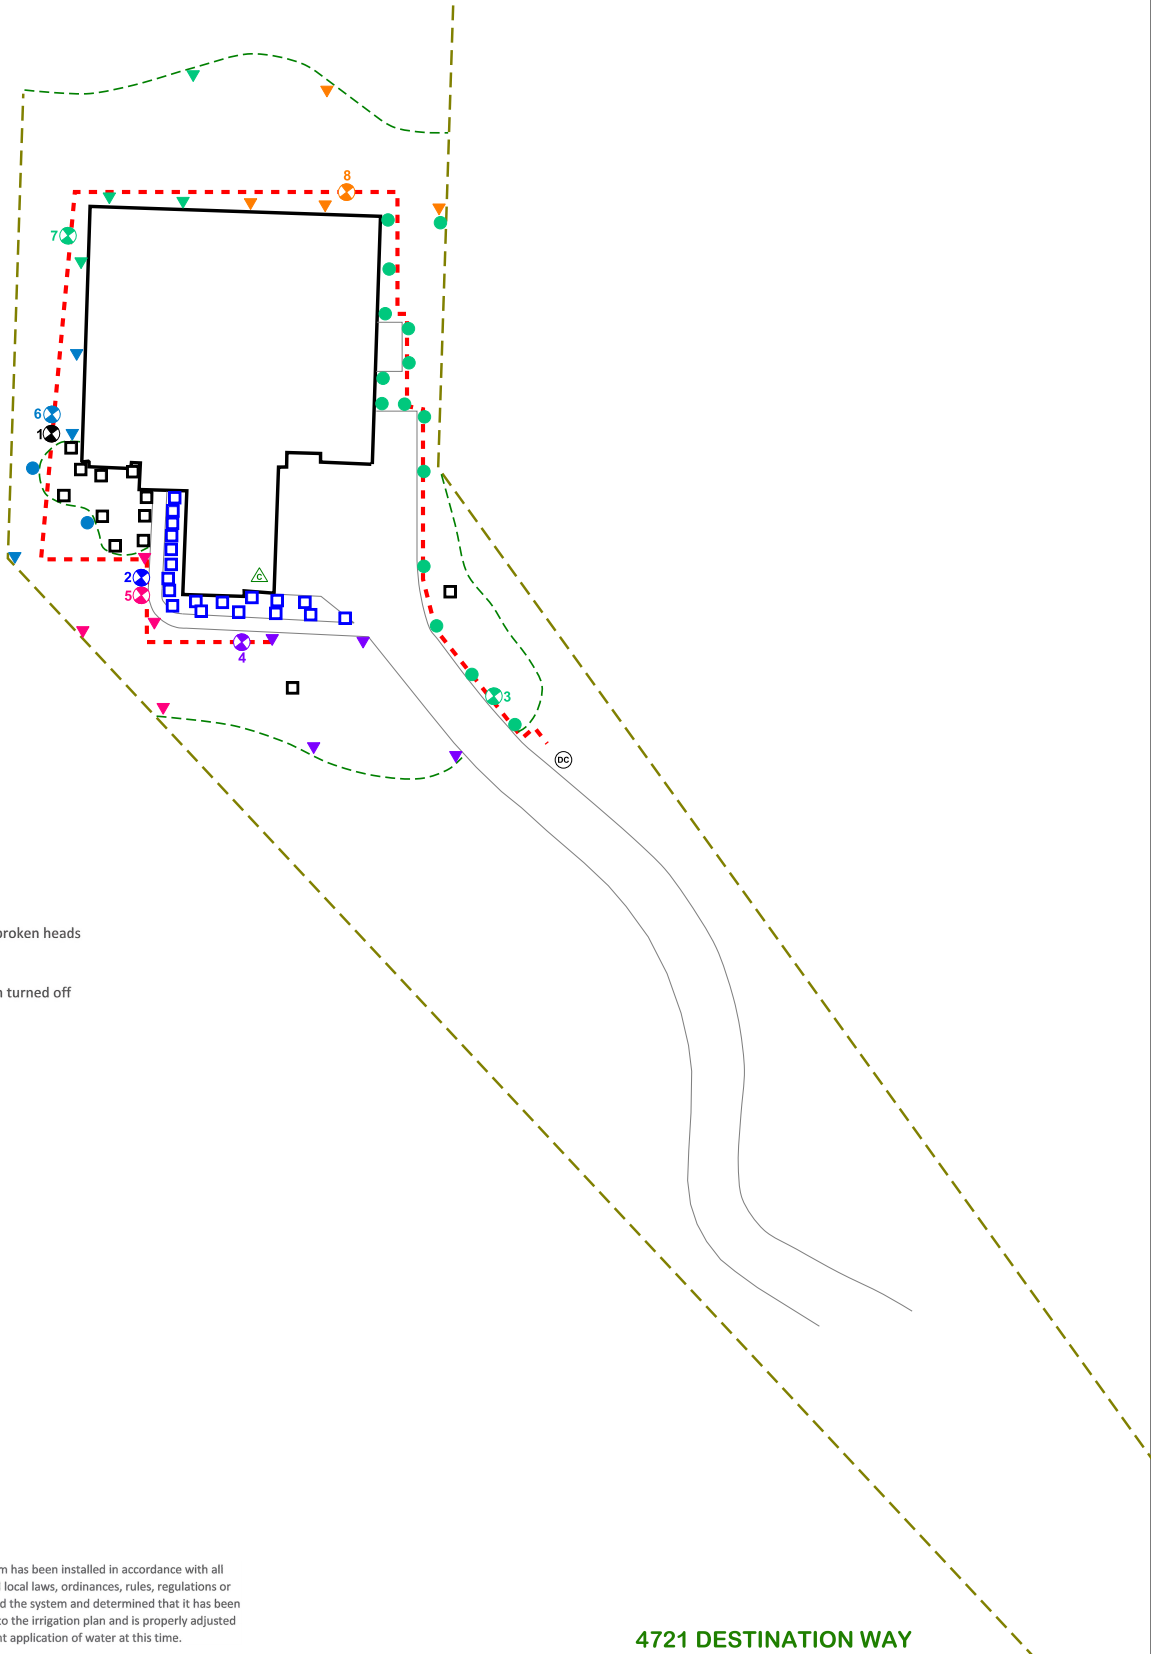 8
7
6
1
2
5
C
4
3
DC
broken heads
turned off
m has been installed in accordance with all
local laws, ordinances, rules, regulations or
d the system and determined that it has been
to the irrigation plan and is properly adjusted
nt application of water at this time.
4721 DESTINATION WAY